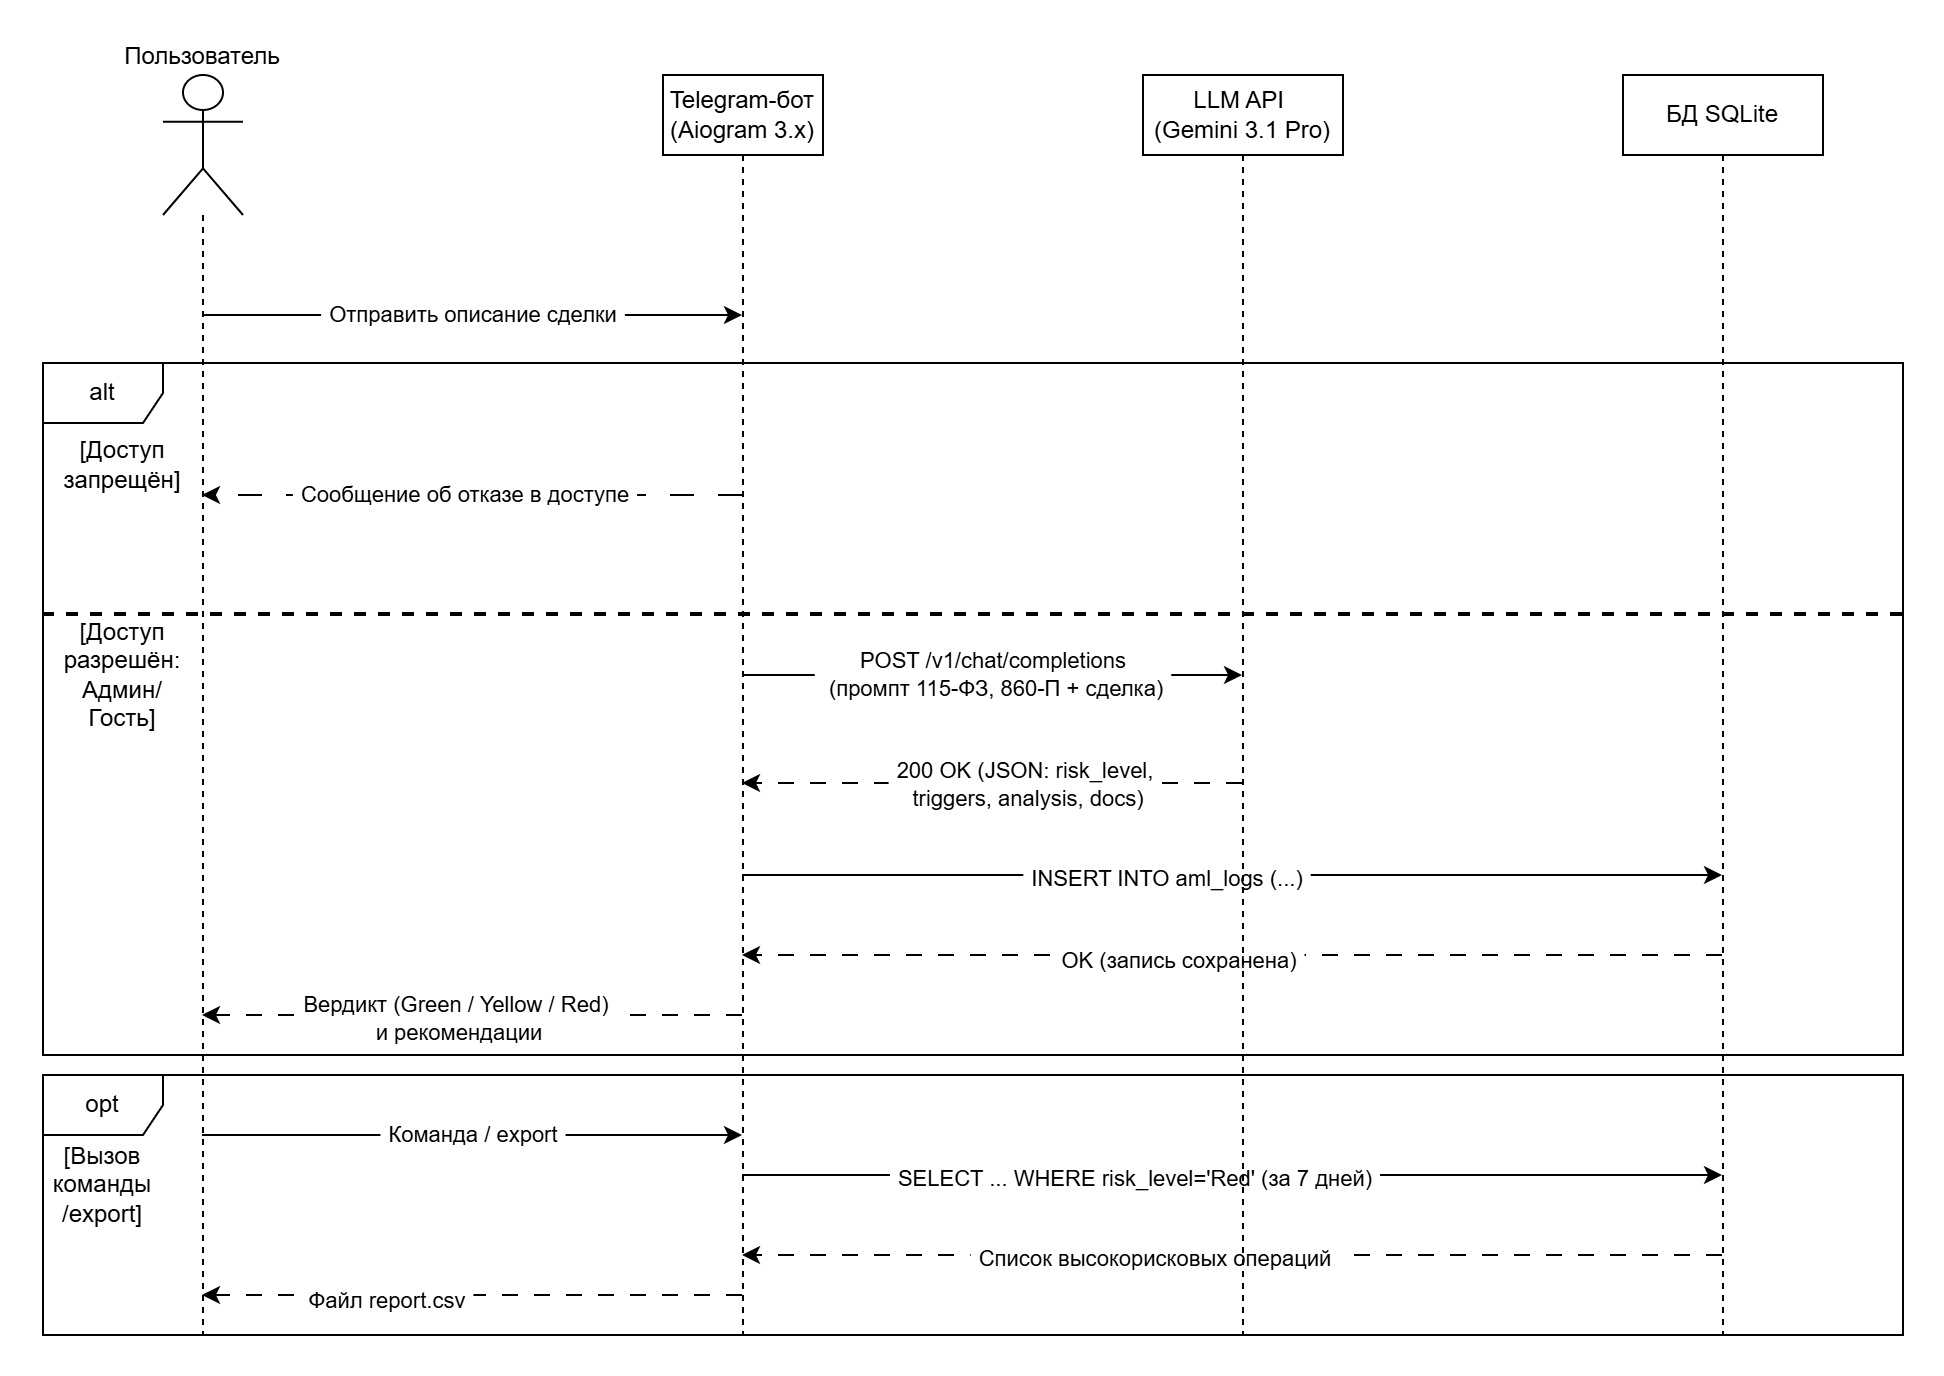 Пользователь
Telegram-бот
(Aiogram 3.x)
LLM API
(Gemini 3.1 Pro)
БД SQLite
Отправить описание сделки
alt
[Доступ
запрещён]
Сообщение об отказе в доступе
[Доступ
разрешён:
Админ/
Гость]
POST /v1/chat/completions
(промпт 115-ФЗ, 860-П + сделка)
200 OK (JSON: risk_level,
triggers, analysis, docs)
INSERT INTO aml_logs (...)
OK (запись сохранена)
Вердикт (Green / Yellow / Red)
и рекомендации
opt
[Вызов
команды
/export]
Команда / export
SELECT ... WHERE risk_level='Red' (за 7 дней)
Список высокорисковых операций
Файл report.csv